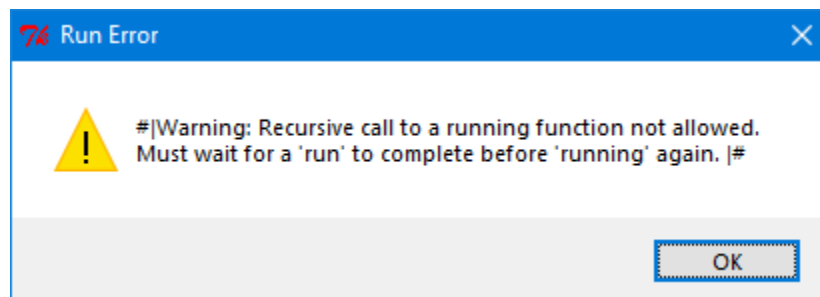 Run Error
#|Warning: Recursive call to a running function not allowed.
Must wait for a 'run' to complete before 'running' again. |#
OK